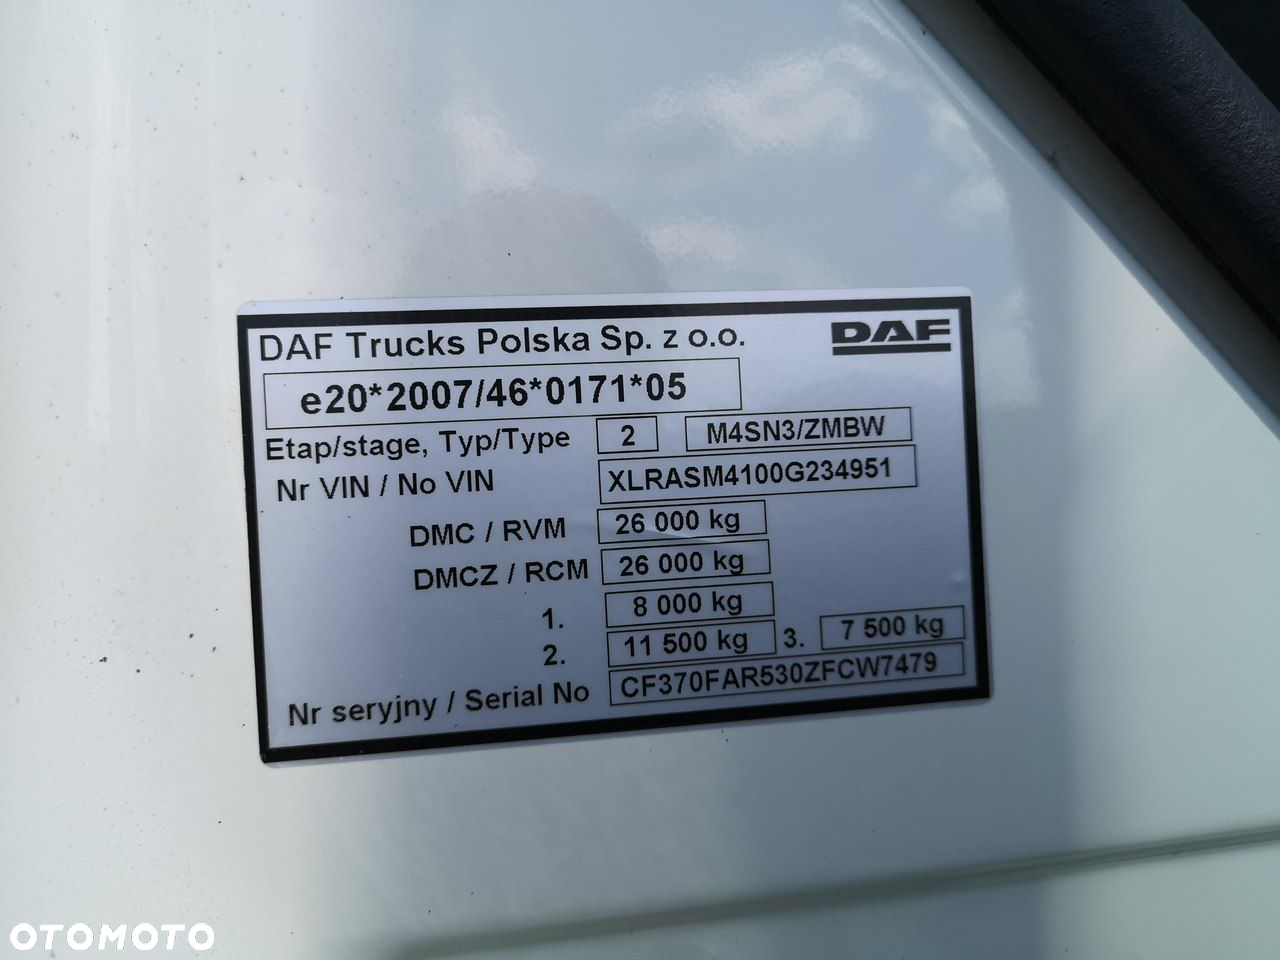 DAF Trucks Polska Sp. z o.o. DAF
e20*2007/46*0171*05
Etap/stage, Typ/Type 2 M4SN3/ZMBW
Nr VIN / No VIN XLRASM4100G234951
DMC / RVM 26 000 kg
DMCZ / RCM 26 000 kg
1. 8 000 kg
2. 11 500 kg 3. 7 500 kg
Nr seryjny / Serial No CF370FAR530ZFCW7479
OTOMOTO